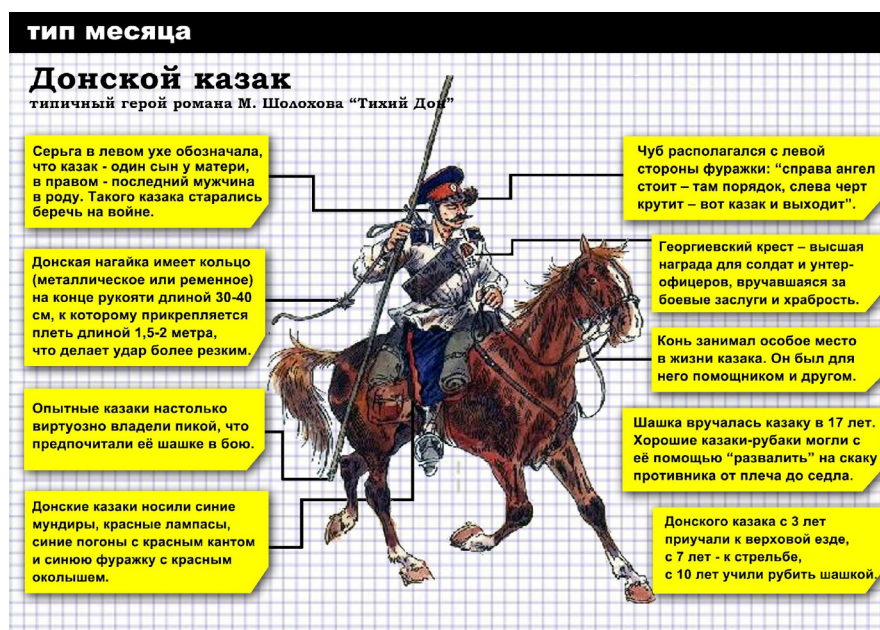 тип месяца
Донской казак
типичный герой романа М. Шолохова “Тихий Дон”
Серьга в левом ухе обозначала,
что казак - один сын у матери,
в правом - последний мужчина
в роду. Такого казака старались
беречь на войне.
Донская нагайка имеет кольцо
(металлическое или ременное)
на конце рукояти длиной 30-40
см, к которому прикрепляется
плеть длиной 1,5-2 метра,
что делает удар более резким.
Опытные казаки настолько
виртуозно владели пикой, что
предпочитали её шашке в бою.
Донские казаки носили синие
мундиры, красные лампасы,
синие погоны с красным кантом
и синюю фуражку с красным
околышем.
Чуб располагался с левой
стороны фуражки: “справа ангел
стоит – там порядок, слева черт
крутит – вот казак и выходит”.
Георгиевский крест – высшая
награда для солдат и унтер-
офицеров, вручавшаяся за
боевые заслуги и храбрость.
Конь занимал особое место
в жизни казака. Он был для
него помощником и другом.
Шашка вручалась казаку в 17 лет.
Хорошие казаки-рубаки могли с
её помощью “развалить” на скаку
противника от плеча до седла.
Донского казака с 3 лет
приучали к верховой езде,
с 7 лет - к стрельбе,
с 10 лет учили рубить шашкой.